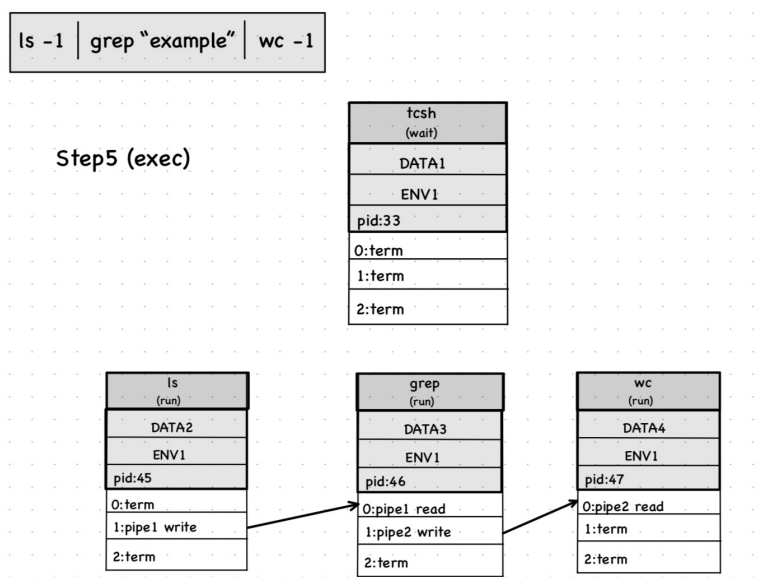 ls -1 | grep “example” | wc -1
Step5 (exec)
tcsh
(wait)
DATA1
ENV1
pid:33
0:term
1:term
2:term
ls
(run)
DATA2
ENV1
pid:45
0:term
1:pipe1 write
2:term
grep
(run)
DATA3
ENV1
pid:46
0:pipe1 read
1:pipe2 write
2:term
wc
(run)
DATA4
ENV1
pid:47
0:pipe2 read
1:term
2:term